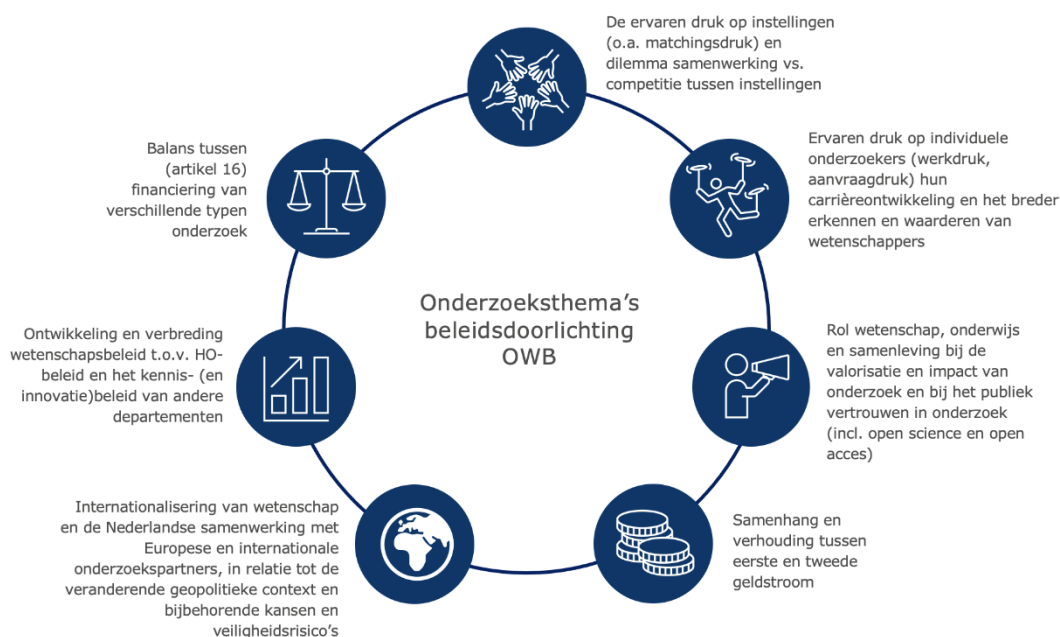 De ervaren druk op instellingen
(o.a. matchingsdruk) en
dilemma samenwerking vs.
competitie tussen instellingen
Ervaren druk op individuele
onderzoekers (werkdruk,
aanvraagdruk) hun
carrièreontwikkeling en het breder
erkennen en waarderen van
wetenschappers
Rol wetenschap, onderwijs
en samenleving bij de
valorisatie en impact van
onderzoek en bij het publiek
vertrouwen in onderzoek
(incl. open science en open
acces)
Samenhang en
verhouding tussen
eerste en tweede
geldstroom
Internationalisering van wetenschap
en de Nederlandse samenwerking met
Europese en internationale
onderzoekspartners, in relatie tot de
veranderende geopolitieke context en
bijbehorende kansen en
veiligheidsrisico's
Ontwikkeling en verbreding
wetenschapsbeleid t.o.v. HO-
beleid en het kennis- (en
innovatie)beleid van andere
departementen
Balans tussen
(artikel 16)
financiering van
verschillende typen
onderzoek
Onderzoeksthema's
beleidsdoorlichting
OWB